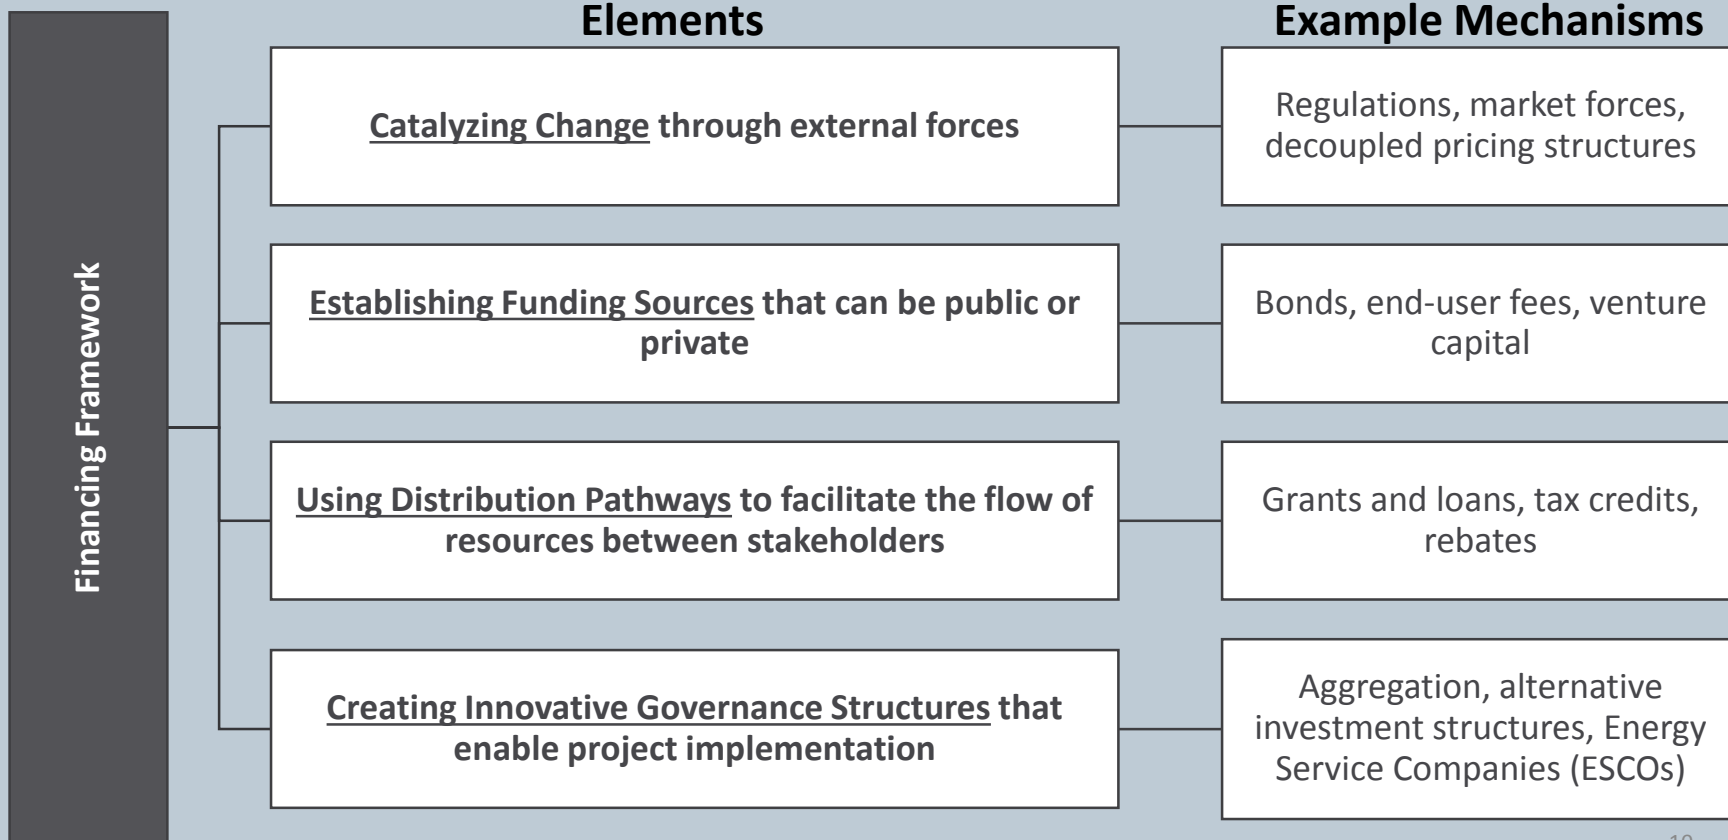 Elements
Example Mechanisms
Financing Framework
Catalyzing Change through external forces
Regulations, market forces,
decoupled pricing structures
Establishing Funding Sources that can be public or
private
Bonds, end-user fees, venture
capital
Using Distribution Pathways to facilitate the flow of
resources between stakeholders
Grants and loans, tax credits,
rebates
Creating Innovative Governance Structures that
enable project implementation
Aggregation, alternative
investment structures, Energy
Service Companies (ESCOs)